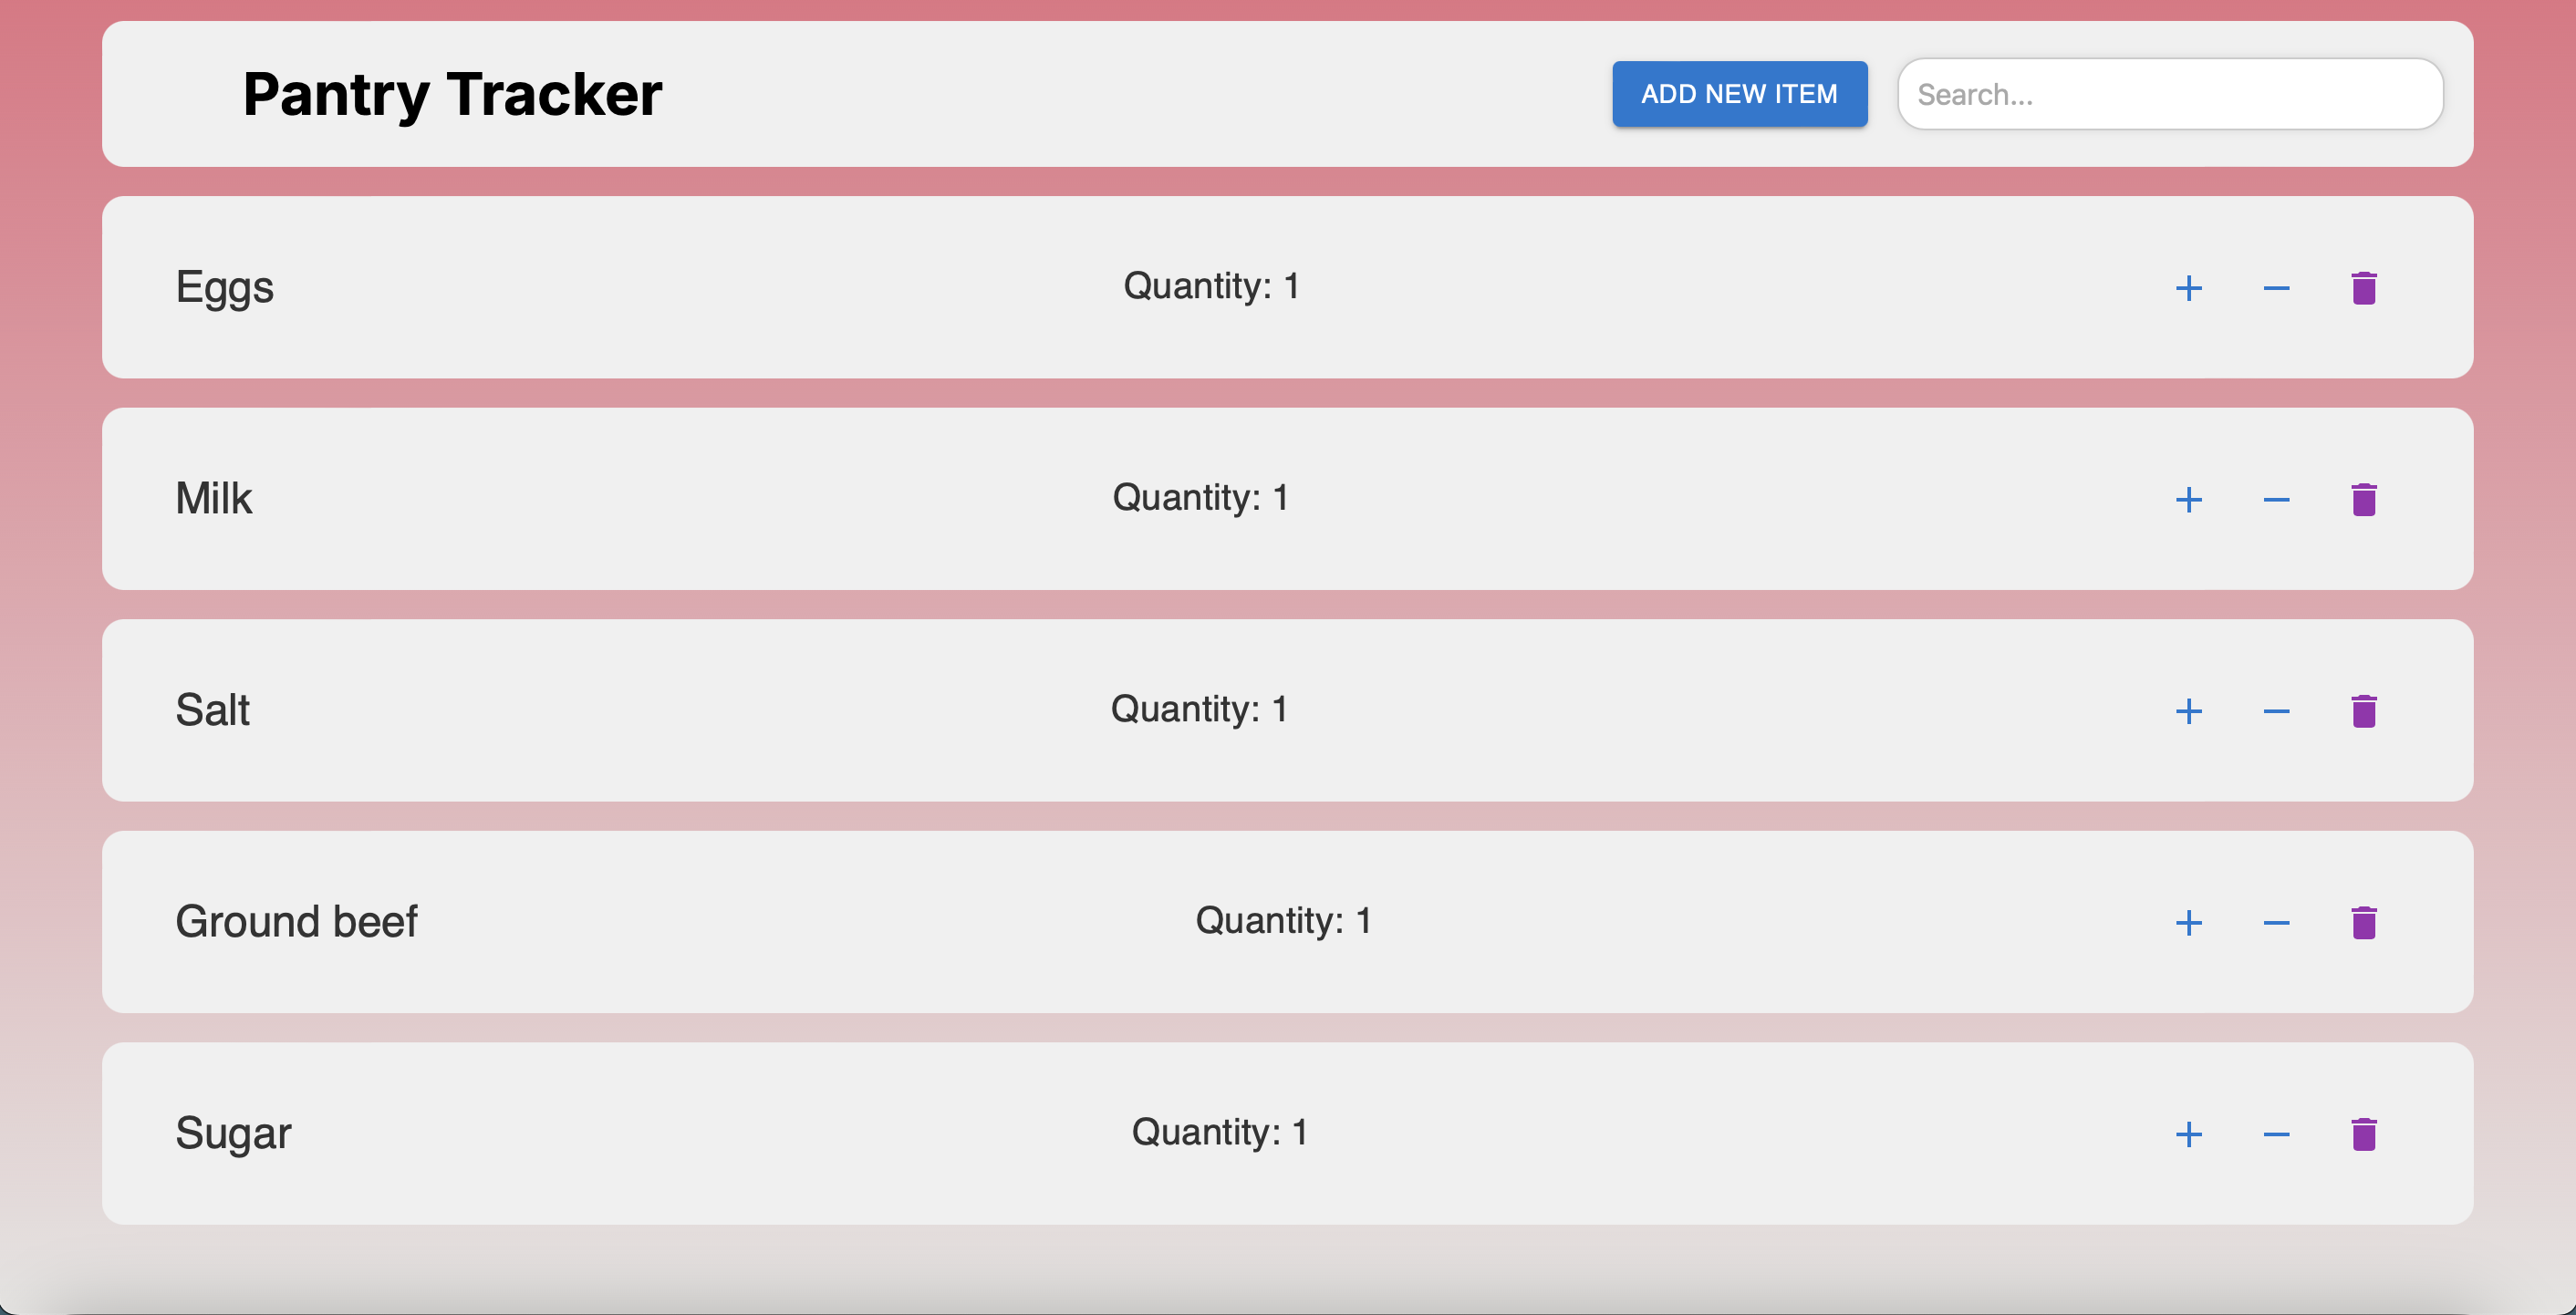 Pantry Tracker
ADD NEW ITEM
Search...
Eggs
Quantity: 1
Milk
Quantity: 1
Salt
Quantity: 1
Ground beef
Quantity: 1
Sugar
Quantity: 1